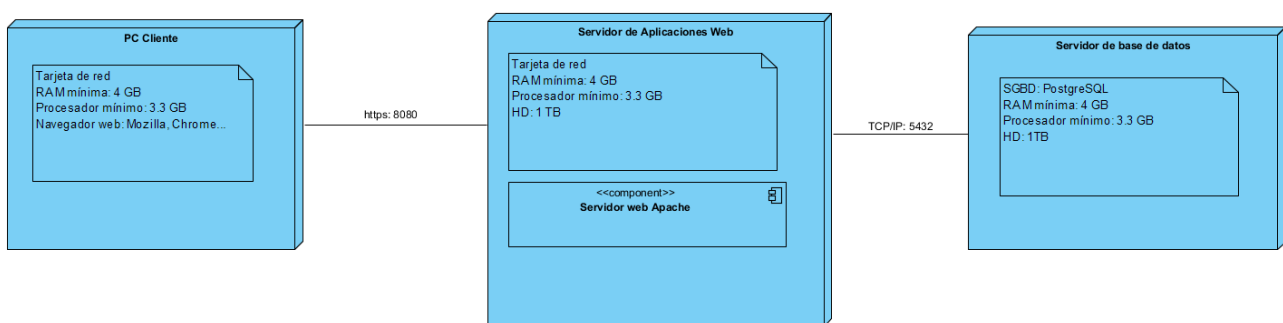 PC Cliente
Tarjeta de red
RAM mínima: 4 GB
Procesador mínimo: 3.3 GB
Navegador web: Mozilla, Chrome...
https: 8080
Servidor de Aplicaciones Web
Tarjeta de red
RAM mínima: 4 GB
Procesador mínimo: 3.3 GB
HD: 1 TB
<<component>>
Servidor web Apache
TCP/IP: 5432
Servidor de base de datos
SGBD: PostgreSQL
RAM mínima: 4 GB
Procesador mínimo: 3.3 GB
HD: 1TB